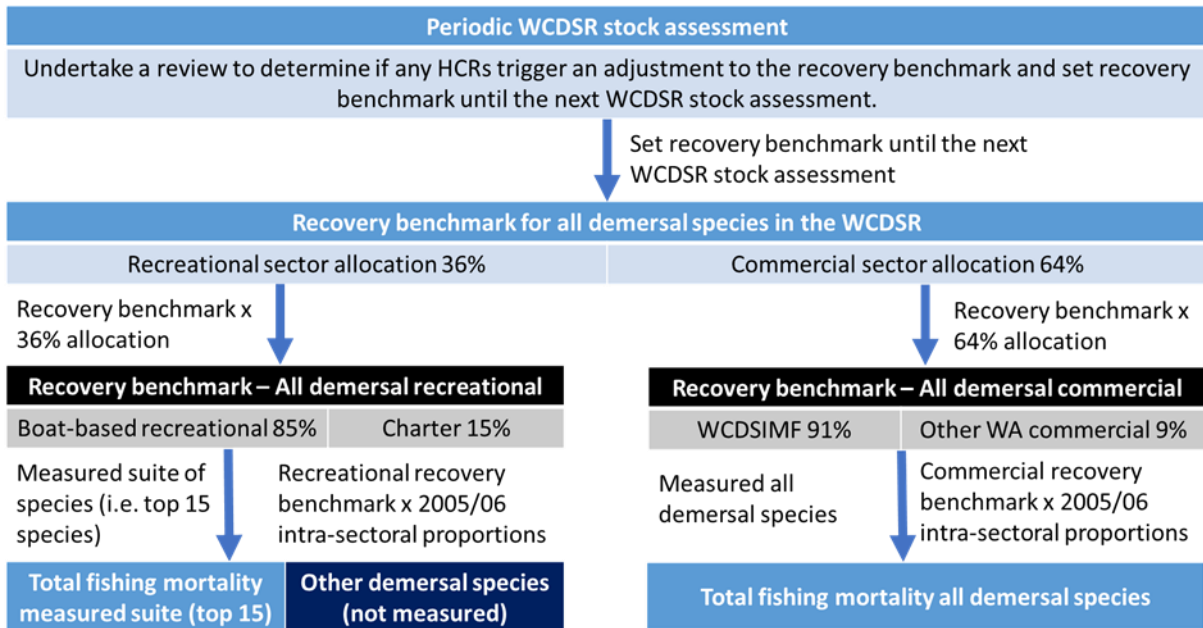 Periodic WCDSR stock assessment
Undertake a review to determine if any HCRs trigger an adjustment to the recovery benchmark and set recovery
benchmark until the next WCDSR stock assessment.
Set recovery benchmark until the next
WCDSR stock assessment
Recovery benchmark for all demersal species in the WCDSR
Recreational sector allocation 36%
Commercial sector allocation 64%
Recovery benchmark x
36% allocation
Recovery benchmark x
64% allocation
Recovery benchmark – All demersal recreational
Boat-based recreational 85%
Charter 15%
Measured suite of
species (i.e. top 15
species)
Recreational recovery
benchmark x 2005/06
intra-sectoral proportions
Total fishing mortality
measured suite (top 15)
Other demersal species
(not measured)
Recovery benchmark – All demersal commercial
WCDSIMF 91%
Other WA commercial 9%
Measured all
demersal species
Commercial recovery
benchmark x 2005/06
intra-sectoral proportions
Total fishing mortality all demersal species